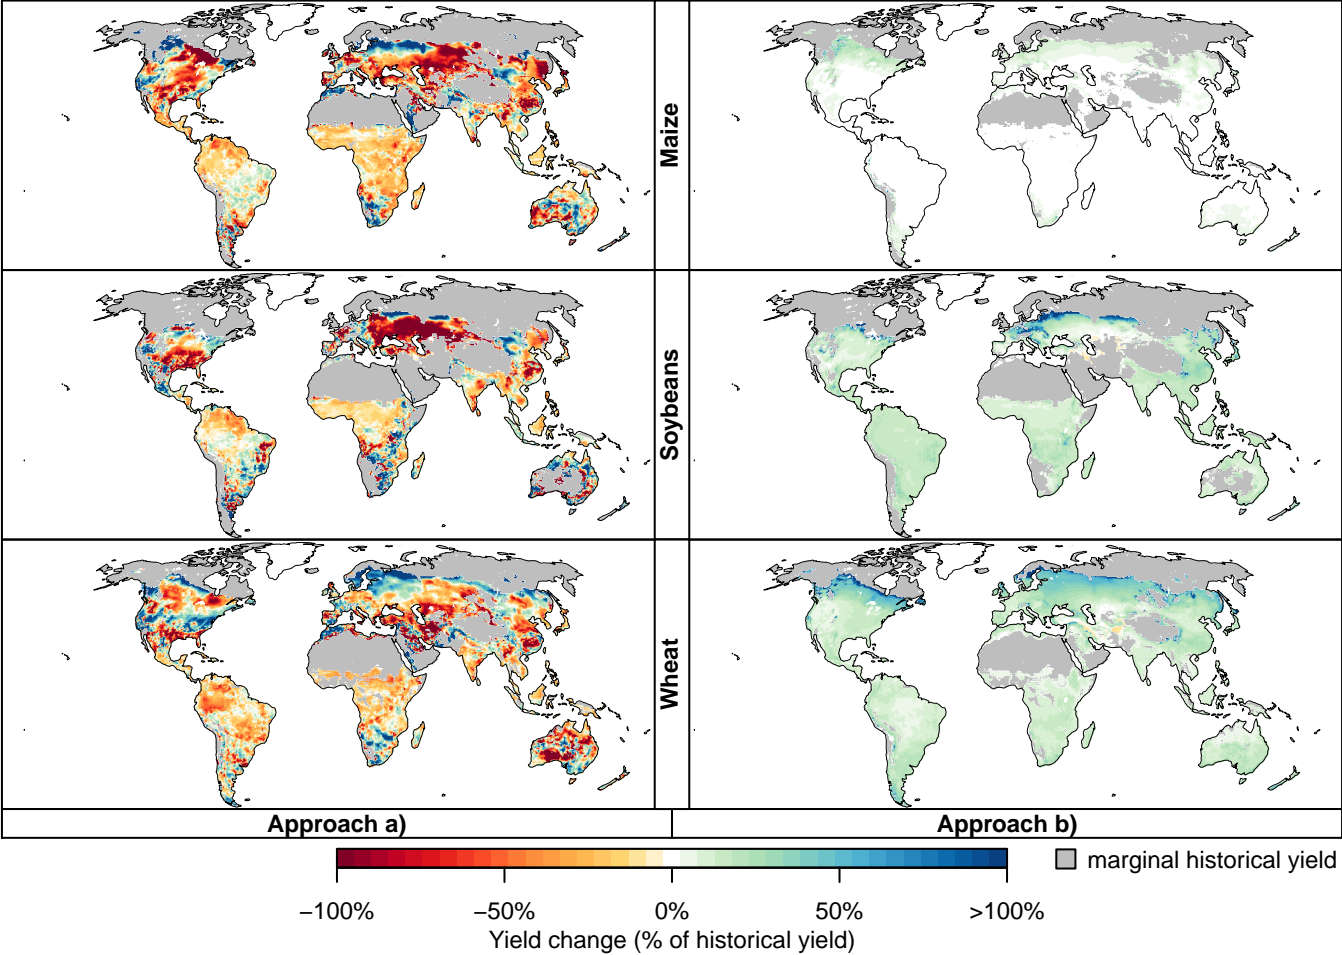 Maize
Soybeans
Wheat
Approach a)
Approach b)
marginal historical yield
−100%
−50%
0%
50%
>100%
Yield change (% of historical yield)